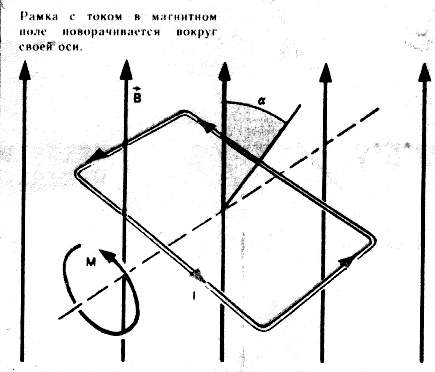 Рамка с током в магнитном
поле поворачивается вокруг
своей оси.
B
α
M
I